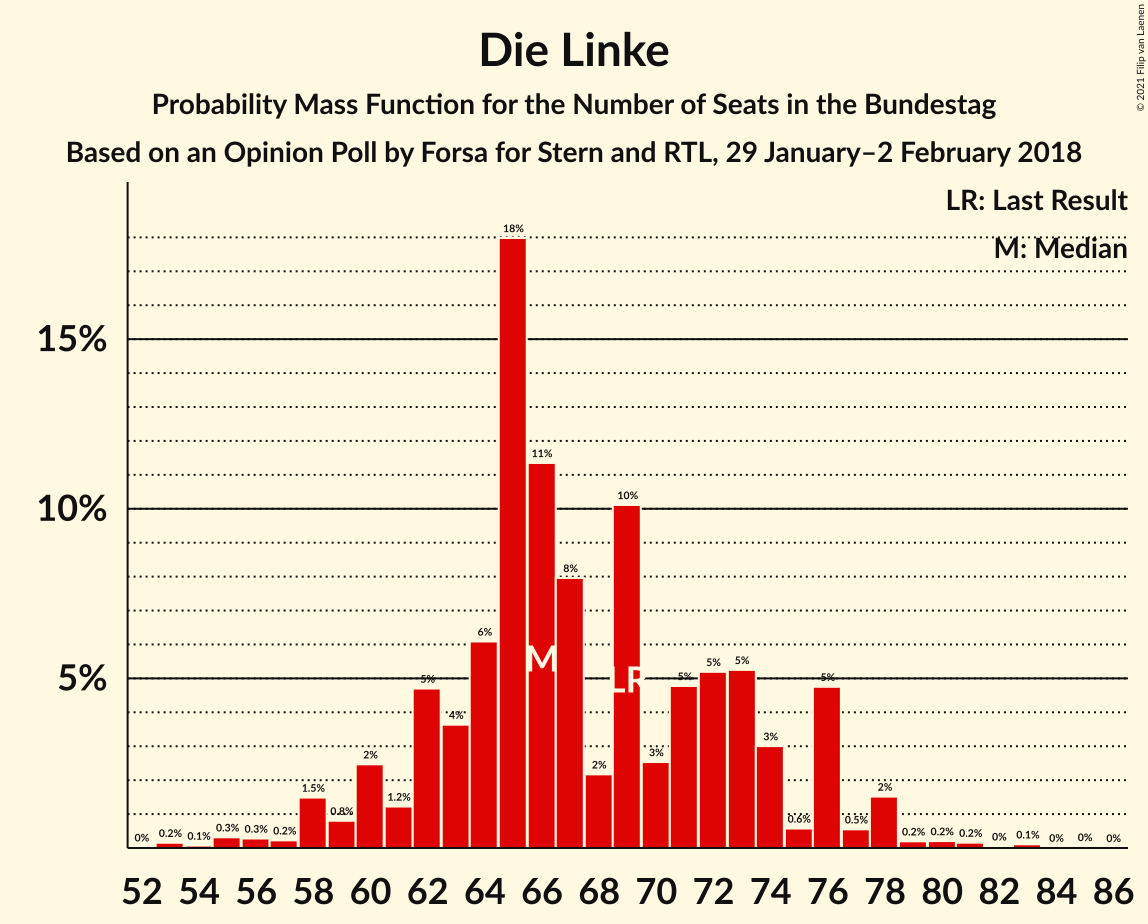 Die Linke
Probability Mass Function for the Number of Seats in the Bundestag
Based on an Opinion Poll by Forsa for Stern and RTL, 29 January–2 February 2018
© 2021 Filip van Laenen
LR: Last Result
M: Median
15%
10%
5%
0% 0.2% 0.1% 0.3% 0.3% 0.2% 1.5% 0.8% 2% 1.2% 5% 4% 6% 18% 11% 8% 2% 10% 3% 5% 5% 5% 3% 0.6% 5% 0.5% 2% 0.2% 0.2% 0.2% 0% 0.1% 0% 0% 0%
M
LR
52 54 56 58 60 62 64 66 68 70 72 74 76 78 80 82 84 86